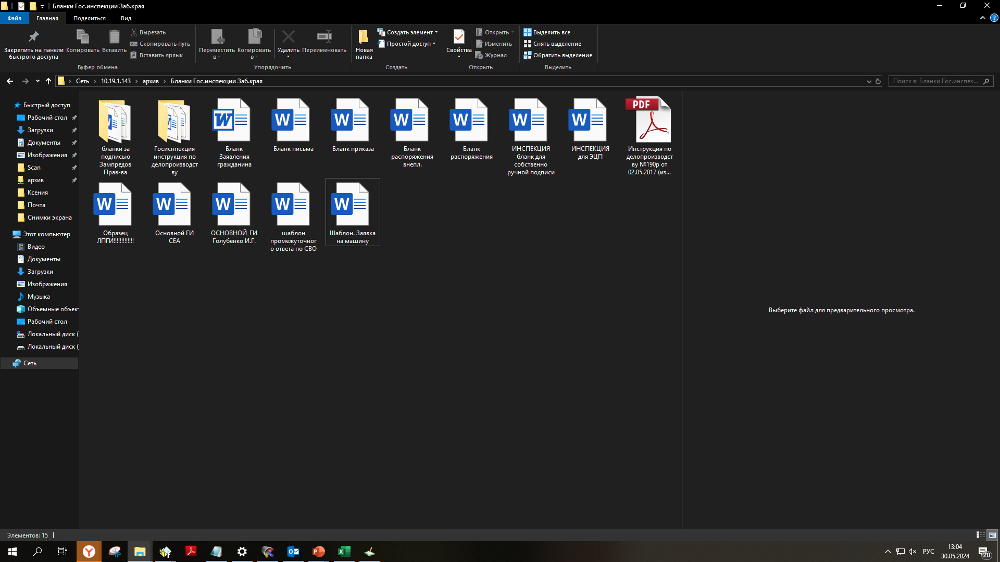 Бланки Гос.инспекции Заб.края
Файл
Главная
Поделиться
Вид
Закрепить на панели
быстрого доступа
Копировать
Вставить
Вырезать
Скопировать путь
Вставить ярлык
Буфер обмена
Переместить
в
Копировать
в
Удалить
Переименовать
Упорядочить
Новая
папка
Создать элемент
Простой доступ
Создать
Свойства
Открыть
Изменить
Журнал
Открыть
Выделить все
Снять выделение
Обратить выделение
Выделить
Сеть
10.19.1.143
архив
Бланки Гос.инспекции Заб.края
Поиск в: Бланки Гос.инспек...
Быстрый доступ
Рабочий стол
Загрузки
Документы
Изображения
Scan
архив
Ксения
Почта
Снимки экрана
Этот компьютер
Видео
Документы
Загрузки
Изображения
Музыка
Объемные объект
Рабочий стол
Локальный диск (
Локальный диск (
Сеть
бланки за
подписью
Зампредов
Прав-ва
Госиснпекция
инструкция по
делопроизводст
ву
Бланк
Заявления
гражданина
Бланк письма
Бланк приказа
Бланк
распоряжения
внепл.
Бланк
распоряжения
ИНСПЕКЦИЯ
бланк для
собственно
ручной подписи
ИНСПЕКЦИЯ
для ЭЦП
PDF
Инструкция по
делопроизводст
ву №190р от
02.05.2017 (из...
Образец
ЛПГИ!!!!!!!!!!!!!
Основной ГИ
СЕА
ОСНОВНОЙ_ГИ
Голубенко И.Г.
шаблон
промежуточног
о ответа по СВО
Шаблон. Заявка
на машину
Выберите файл для предварительного просмотра.
Элементов: 15
РУС
13:04
30.05.2024
20